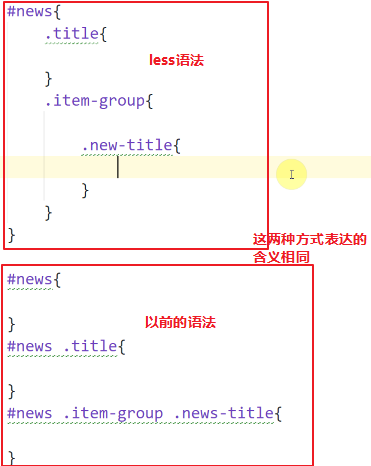 #news{
.title{
less语法
}
.item-group{
.new-title{
}
}
}
这两种方式表达的
含义相同
#news{
以前的语法
}
#news .title{
}
#news .item-group .news-title{
}